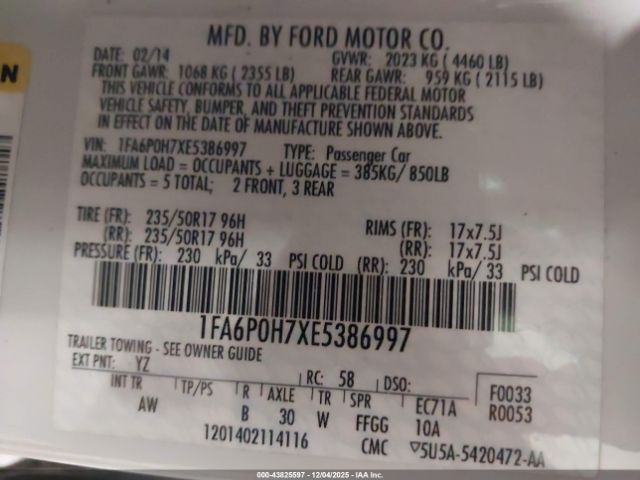 MFD. BY FORD MOTOR CO.
DATE: 02/14 GVWR: 2023 KG ( 4460 LB)
FRONT GAWR: 1068 KG ( 2355 LB) REAR GAWR: 959 KG ( 2115 LB)
THIS VEHICLE CONFORMS TO ALL APPLICABLE FEDERAL MOTOR
VEHICLE SAFETY, BUMPER, AND THEFT PREVENTION STANDARDS
IN EFFECT ON THE DATE OF MANUFACTURE SHOWN ABOVE.
VIN: 1FA6P0H7XE5386997 TYPE: Passenger Car
MAXIMUM LOAD = OCCUPANTS + LUGGAGE = 385KG/ 850LB
OCCUPANTS = 5 TOTAL; 2 FRONT, 3 REAR
TIRE (FR): 235/50R17 96H RIMS (FR): 17x7.5J
(RR): 235/50R17 96H (RR): 17x7.5J
PRESSURE (FR): 230 kPa/ 33 PSI COLD (RR): 230 kPa/ 33 PSI COLD
1FA6P0H7XE5386997
TRAILER TOWING - SEE OWNER GUIDE
EXT PNT: YZ RC: 58 DSO: F0033
INT TR TP/PS R AXLE TR SPR EC71A R0053
AW B 30 W FFGG 10A
1201402114116 CMC ▽5U5A-5420472-AA
000-43825597 - 12/04/2025 - IAA Inc.